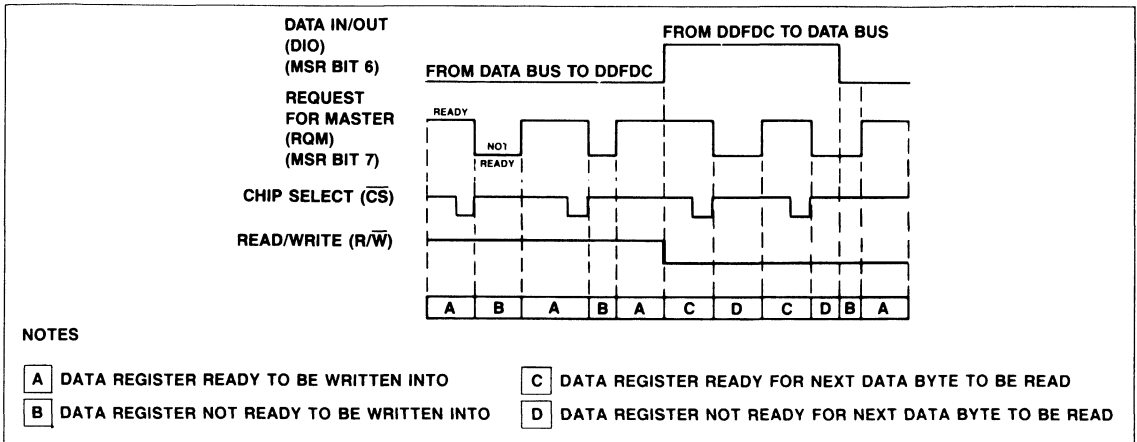 DATA IN/OUT
(DIO)
(MSR BIT 6)
FROM DATA BUS TO DDFDC
FROM DDFDC TO DATA BUS
REQUEST
FOR MASTER
(RQM)
(MSR BIT 7)
READY
NOT
READY
CHIP SELECT (C̅S̅)
READ/WRITE (R/W̅)
A B A B A C D C D B A
NOTES
A DATA REGISTER READY TO BE WRITTEN INTO
B DATA REGISTER NOT READY TO BE WRITTEN INTO
C DATA REGISTER READY FOR NEXT DATA BYTE TO BE READ
D DATA REGISTER NOT READY FOR NEXT DATA BYTE TO BE READ